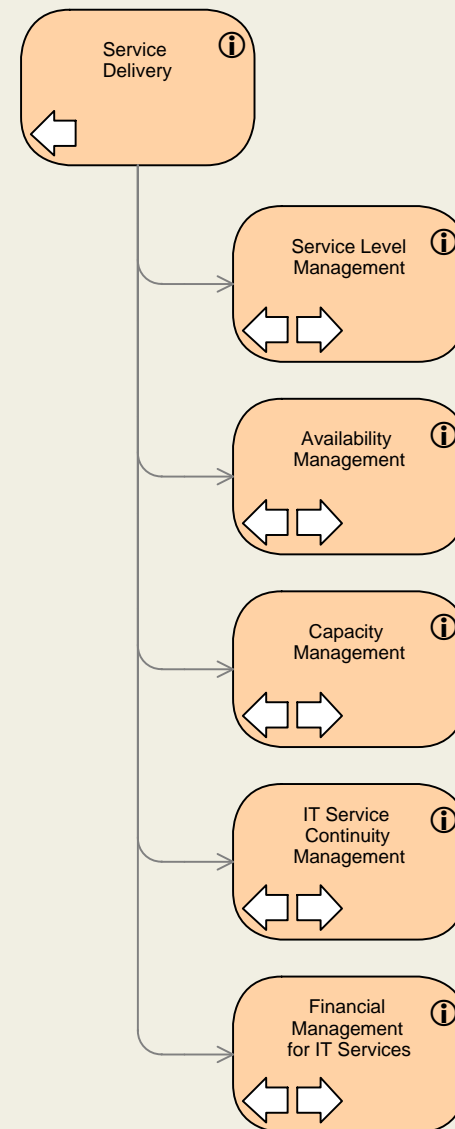 Service
Delivery
Service Level
Management
Availability
Management
Capacity
Management
IT Service
Continuity
Management
Financial
Management
for IT Services